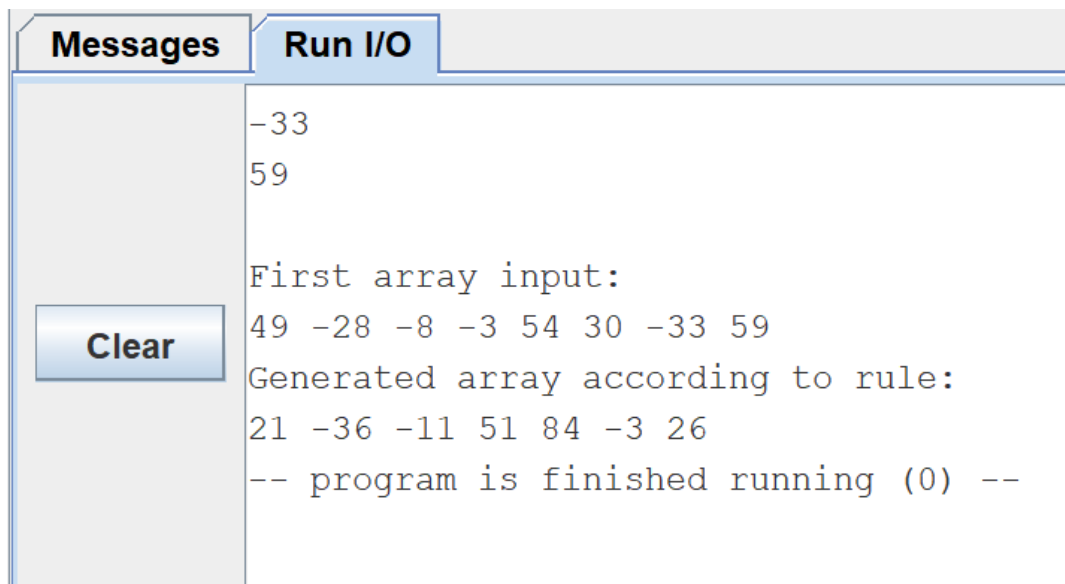 Messages Run I/O
-33
59
First array input:
49 -28 -8 -3 54 30 -33 59
Clear
Generated array according to rule:
21 -36 -11 51 84 -3 26
-- program is finished running (0) --